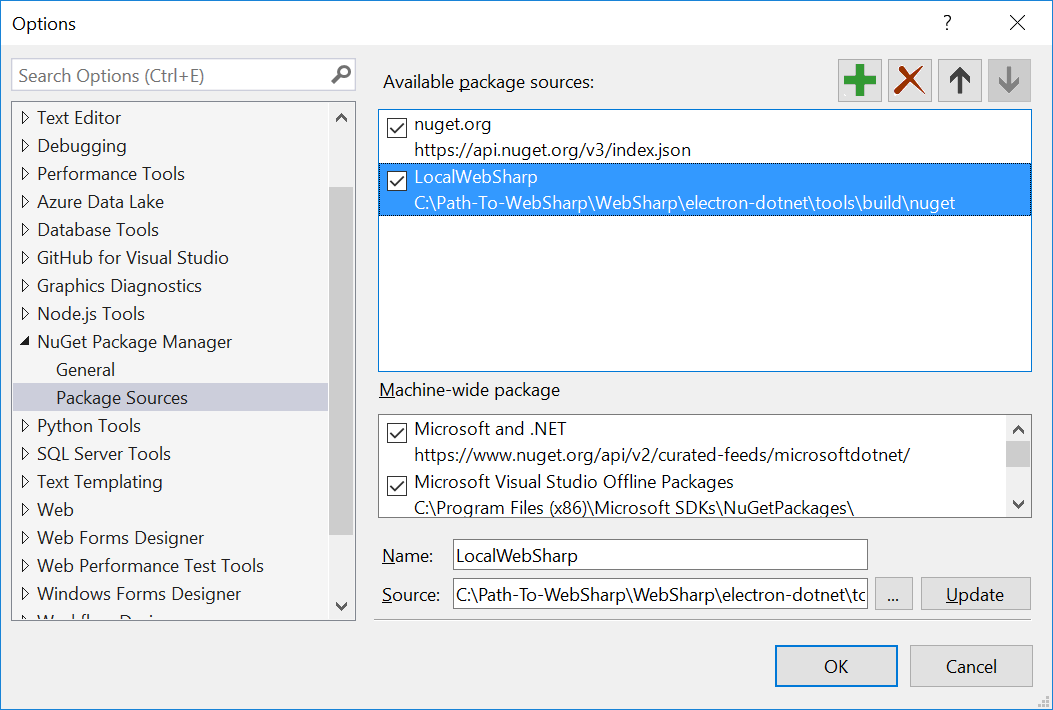 Options
?
Search Options (Ctrl+E)
Text Editor
Debugging
Performance Tools
Azure Data Lake
Database Tools
GitHub for Visual Studio
Graphics Diagnostics
Node.js Tools
NuGet Package Manager
General
Package Sources
Python Tools
SQL Server Tools
Text Templating
Web
Web Forms Designer
Web Performance Test Tools
Windows Forms Designer
Available package sources:
nuget.org
https://api.nuget.org/v3/index.json
LocalWebSharp
C:\Path-To-WebSharp\WebSharp\electron-dotnet\tools\build\nuget
Machine-wide package
Microsoft and .NET
https://www.nuget.org/api/v2/curated-feeds/microsoftdotnet/
Microsoft Visual Studio Offline Packages
C:\Program Files (x86)\Microsoft SDKs\NuGetPackages\
Name: LocalWebSharp
Source: C:\Path-To-WebSharp\WebSharp\electron-dotnet\to ... Update
OK Cancel